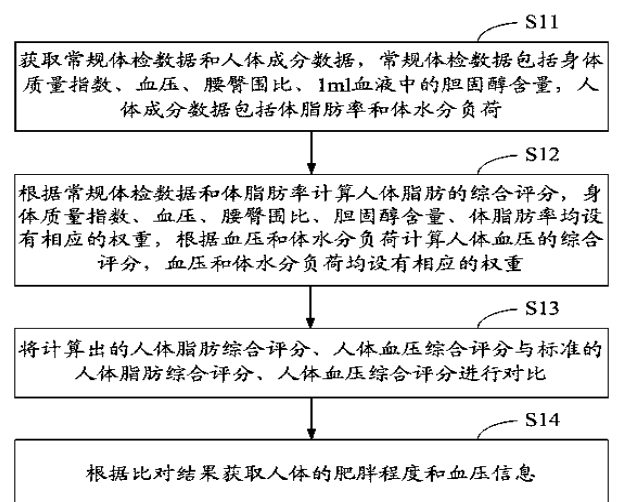 S11
获取常规体检数据和人体成分数据，常规体检数据包括身体
质量指数、血压、腰臀围比、1ml血液中的胆固醇含量，人
体成分数据包括体脂肪率和体水分负荷
S12
根据常规体检数据和体脂肪率计算人体脂肪的综合评分，身
体质量指数、血压、腰臀围比、胆固醇含量、体脂肪率均设
有相应的权重，根据血压和体水分负荷计算人体血压的综合
评分，血压和体水分负荷均设有相应的权重
S13
将计算出的人体脂肪综合评分、人体血压综合评分与标准的
人体脂肪综合评分、人体血压综合评分进行对比
S14
根据比对结果获取人体的肥胖程度和血压信息